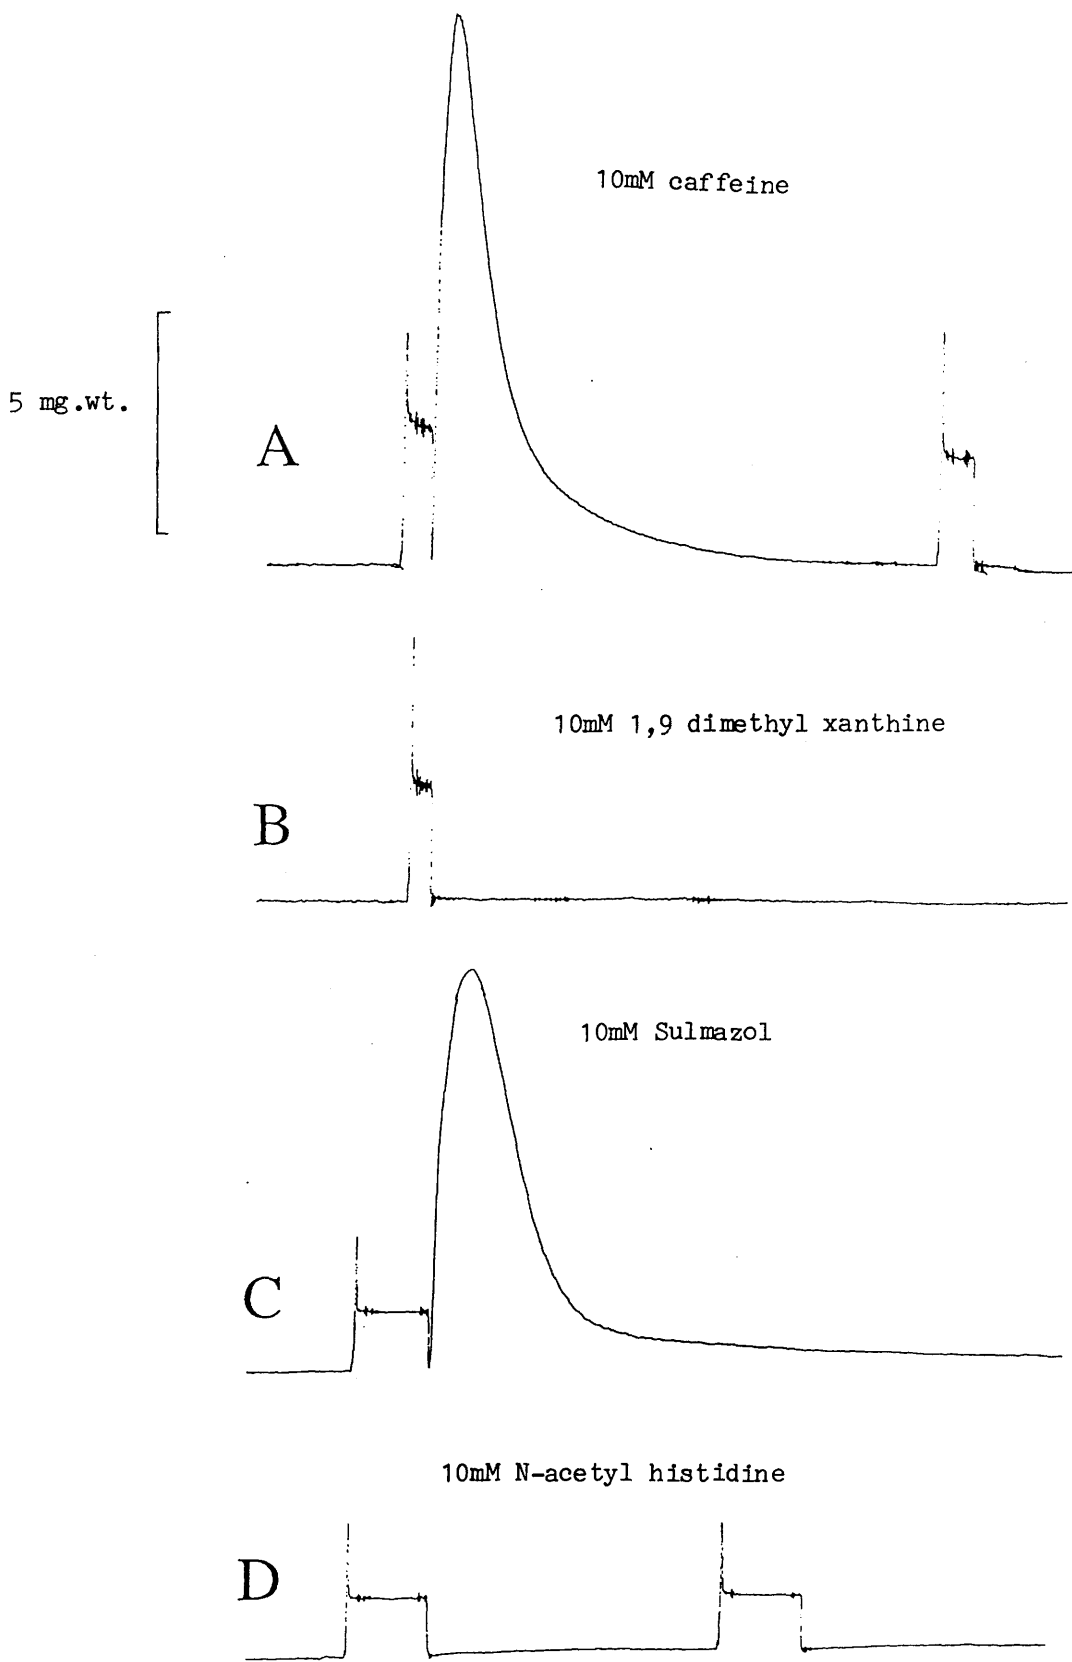 10mM caffeine
5 mg.wt.
A
10mM 1,9 dimethyl xanthine
B
10mM Sulmazol
C
10mM N-acetyl histidine
D